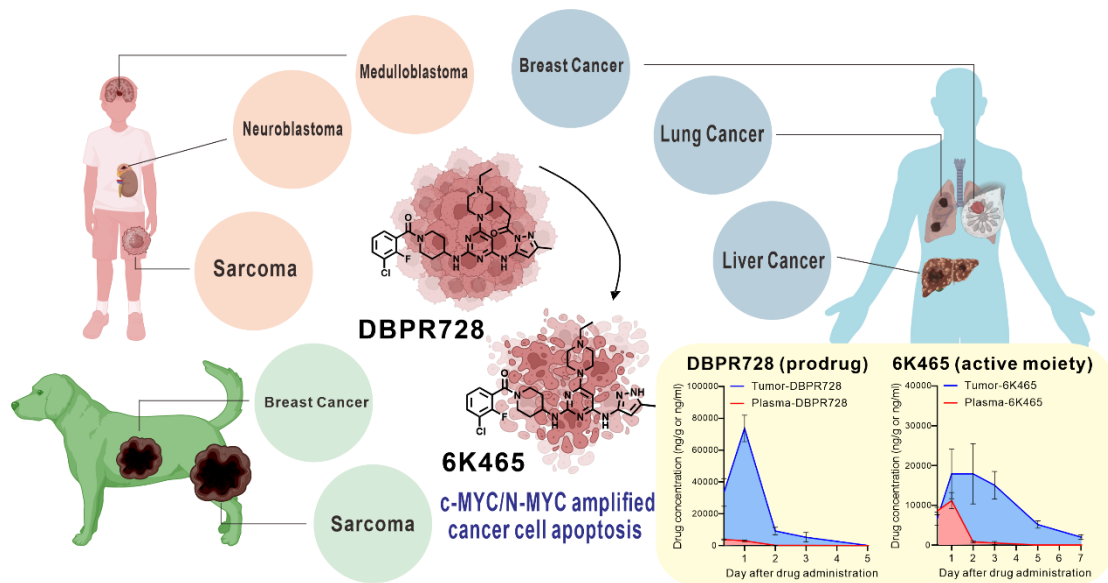 Medulloblastoma
Neuroblastoma
Sarcoma
Breast Cancer
Lung Cancer
Liver Cancer
N
N
O
N
N
N
O
N
N
F
Cl
N
H
N
N
H
DBPR728
N
N
O
N
N
N
NH
N
F
Cl
N
H
N
N
H
6K465
c-MYC/N-MYC amplified
cancer cell apoptosis
Breast Cancer
Sarcoma
DBPR728 (prodrug)
Drug concentration (ng/g or ng/ml)
100000
80000
60000
40000
20000
0
Tumor-DBPR728
Plasma-DBPR728
1 2 3 4 5
Day after drug administration
6K465 (active moiety)
Drug concentration (ng/g or ng/ml)
40000
30000
20000
10000
0
Tumor-6K465
Plasma-6K465
1 2 3 4 5 6 7
Day after drug administration